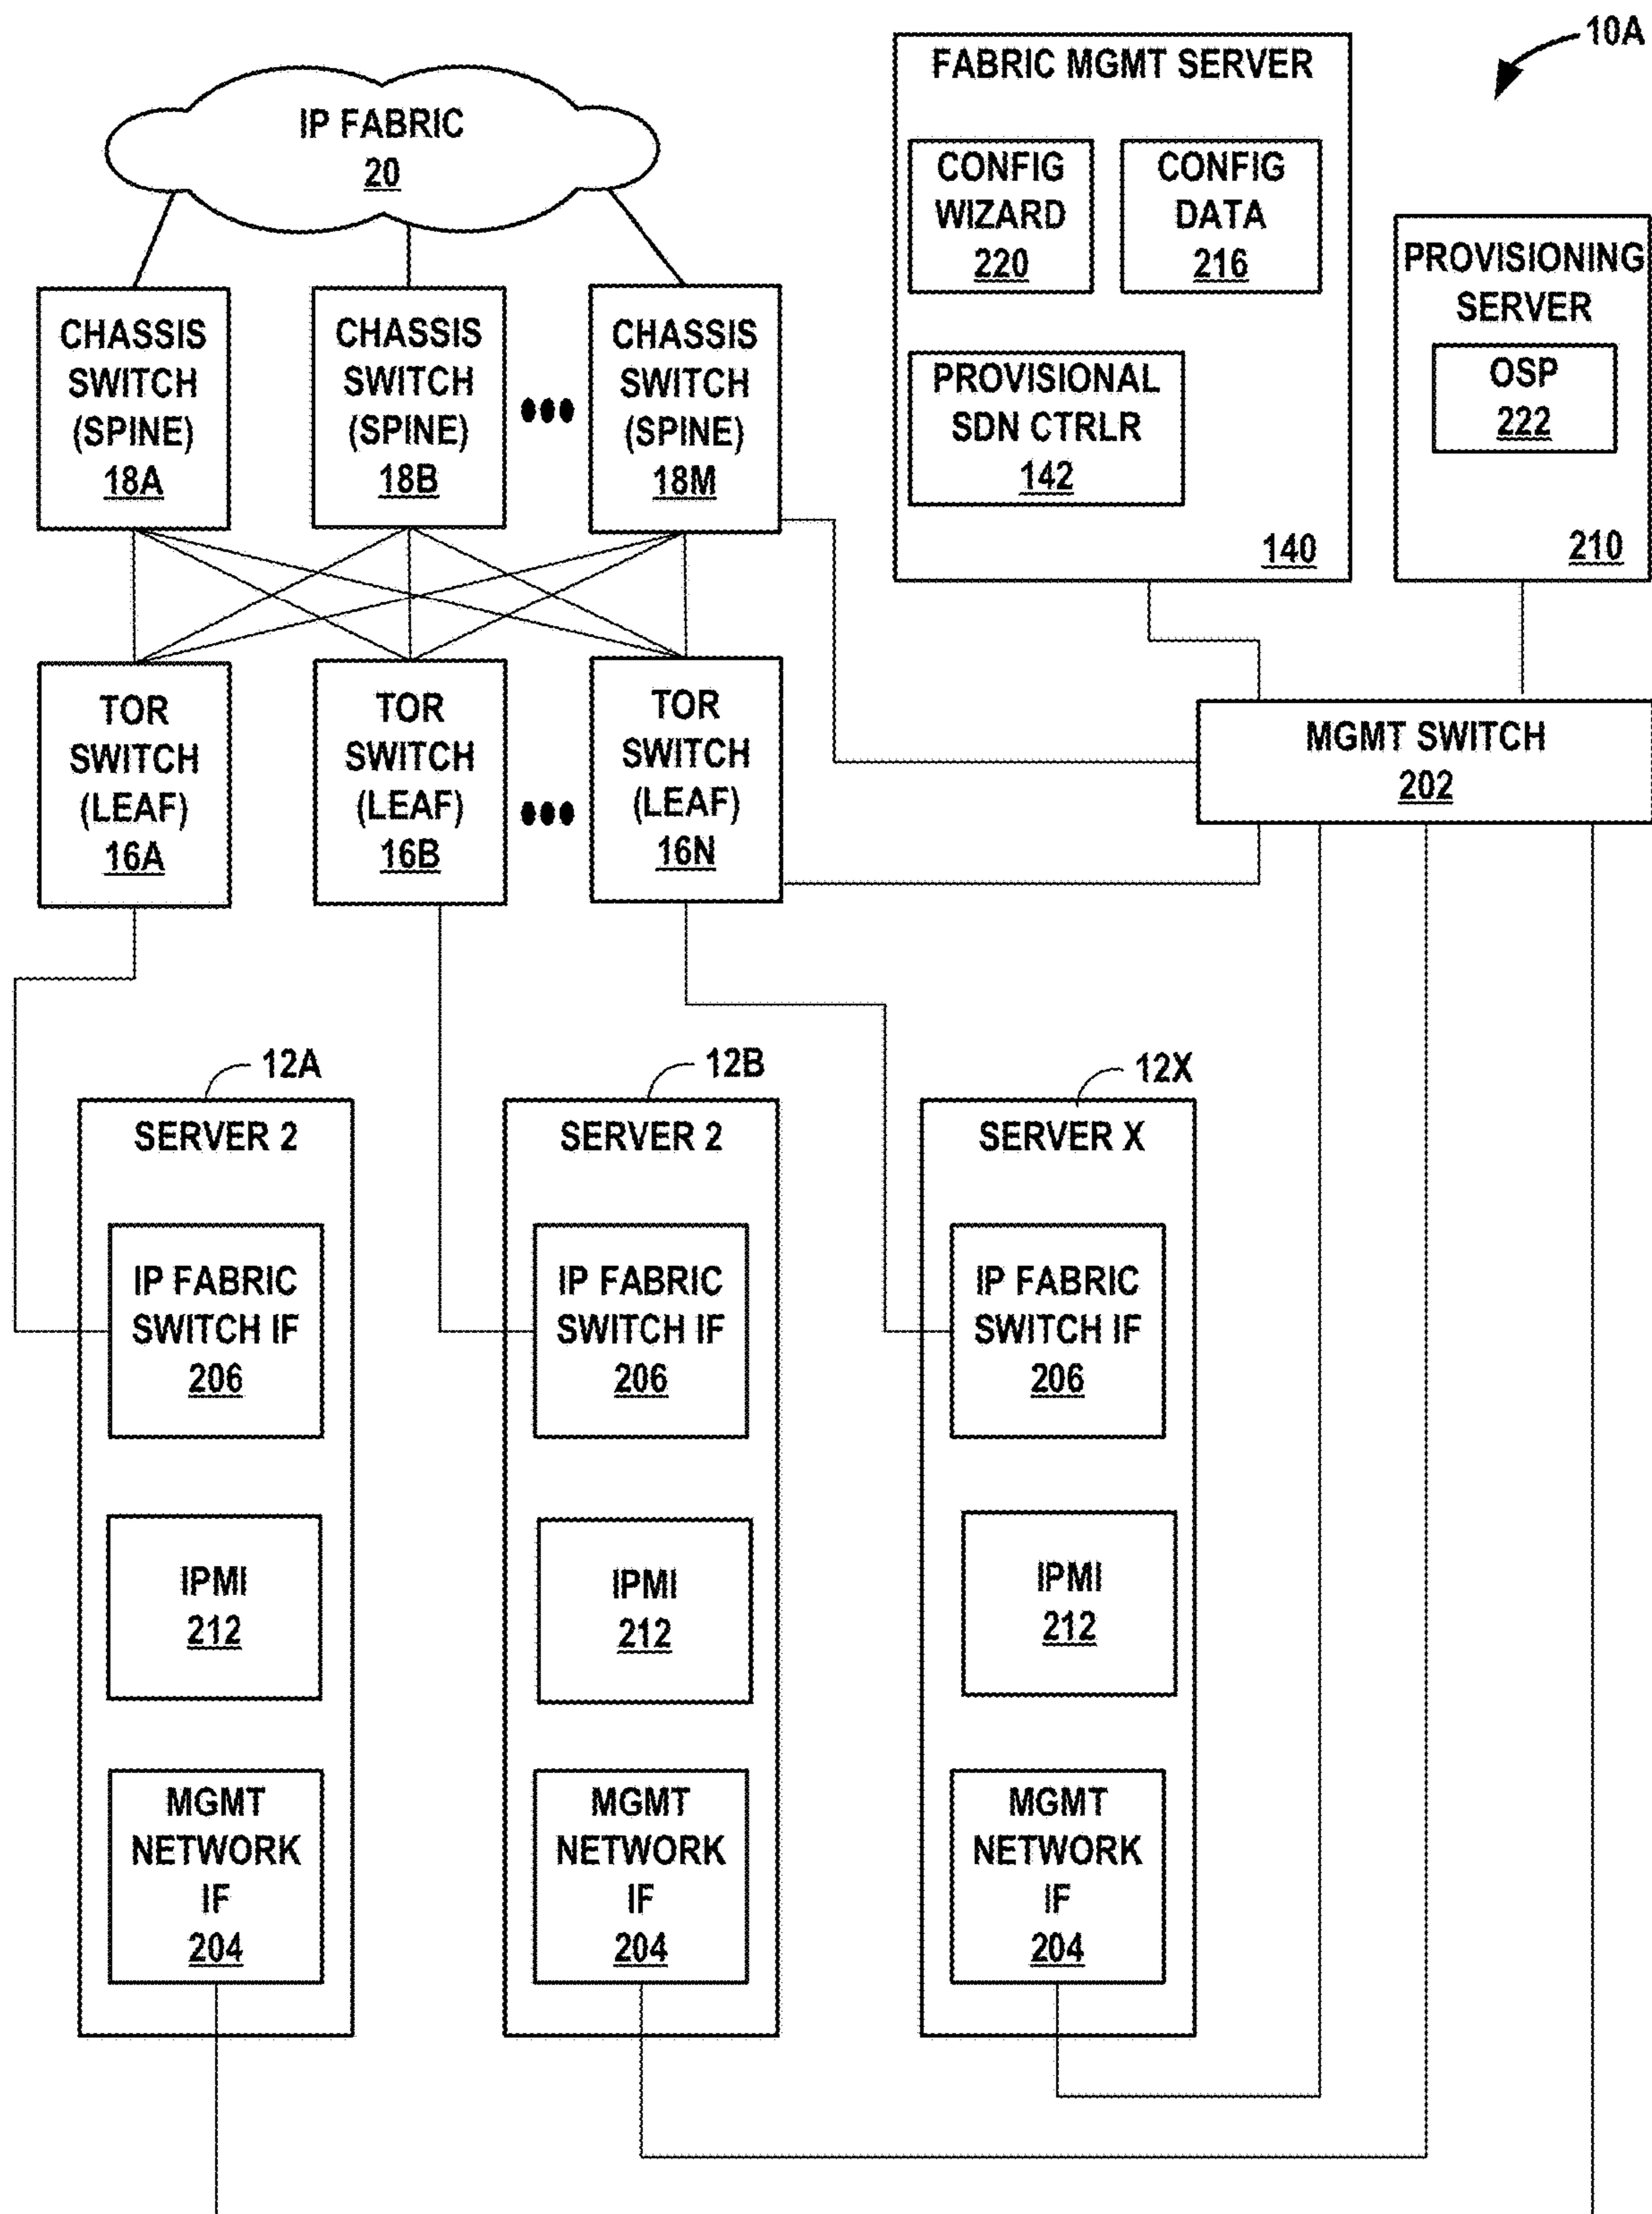 10A
IP FABRIC
20
FABRIC MGMT SERVER
CONFIG
WIZARD
220
CONFIG
DATA
216
PROVISIONAL
SDN CTRLR
142
140
PROVISIONING
SERVER
OSP
222
210
CHASSIS
SWITCH
(SPINE)
18A
CHASSIS
SWITCH
(SPINE)
18B
CHASSIS
SWITCH
(SPINE)
18M
TOR
SWITCH
(LEAF)
16A
TOR
SWITCH
(LEAF)
16B
TOR
SWITCH
(LEAF)
16N
MGMT SWITCH
202
12A
SERVER 2
IP FABRIC
SWITCH IF
206
IPMI
212
MGMT
NETWORK
IF
204
12B
SERVER 2
IP FABRIC
SWITCH IF
206
IPMI
212
MGMT
NETWORK
IF
204
12X
SERVER X
IP FABRIC
SWITCH IF
206
IPMI
212
MGMT
NETWORK
IF
204